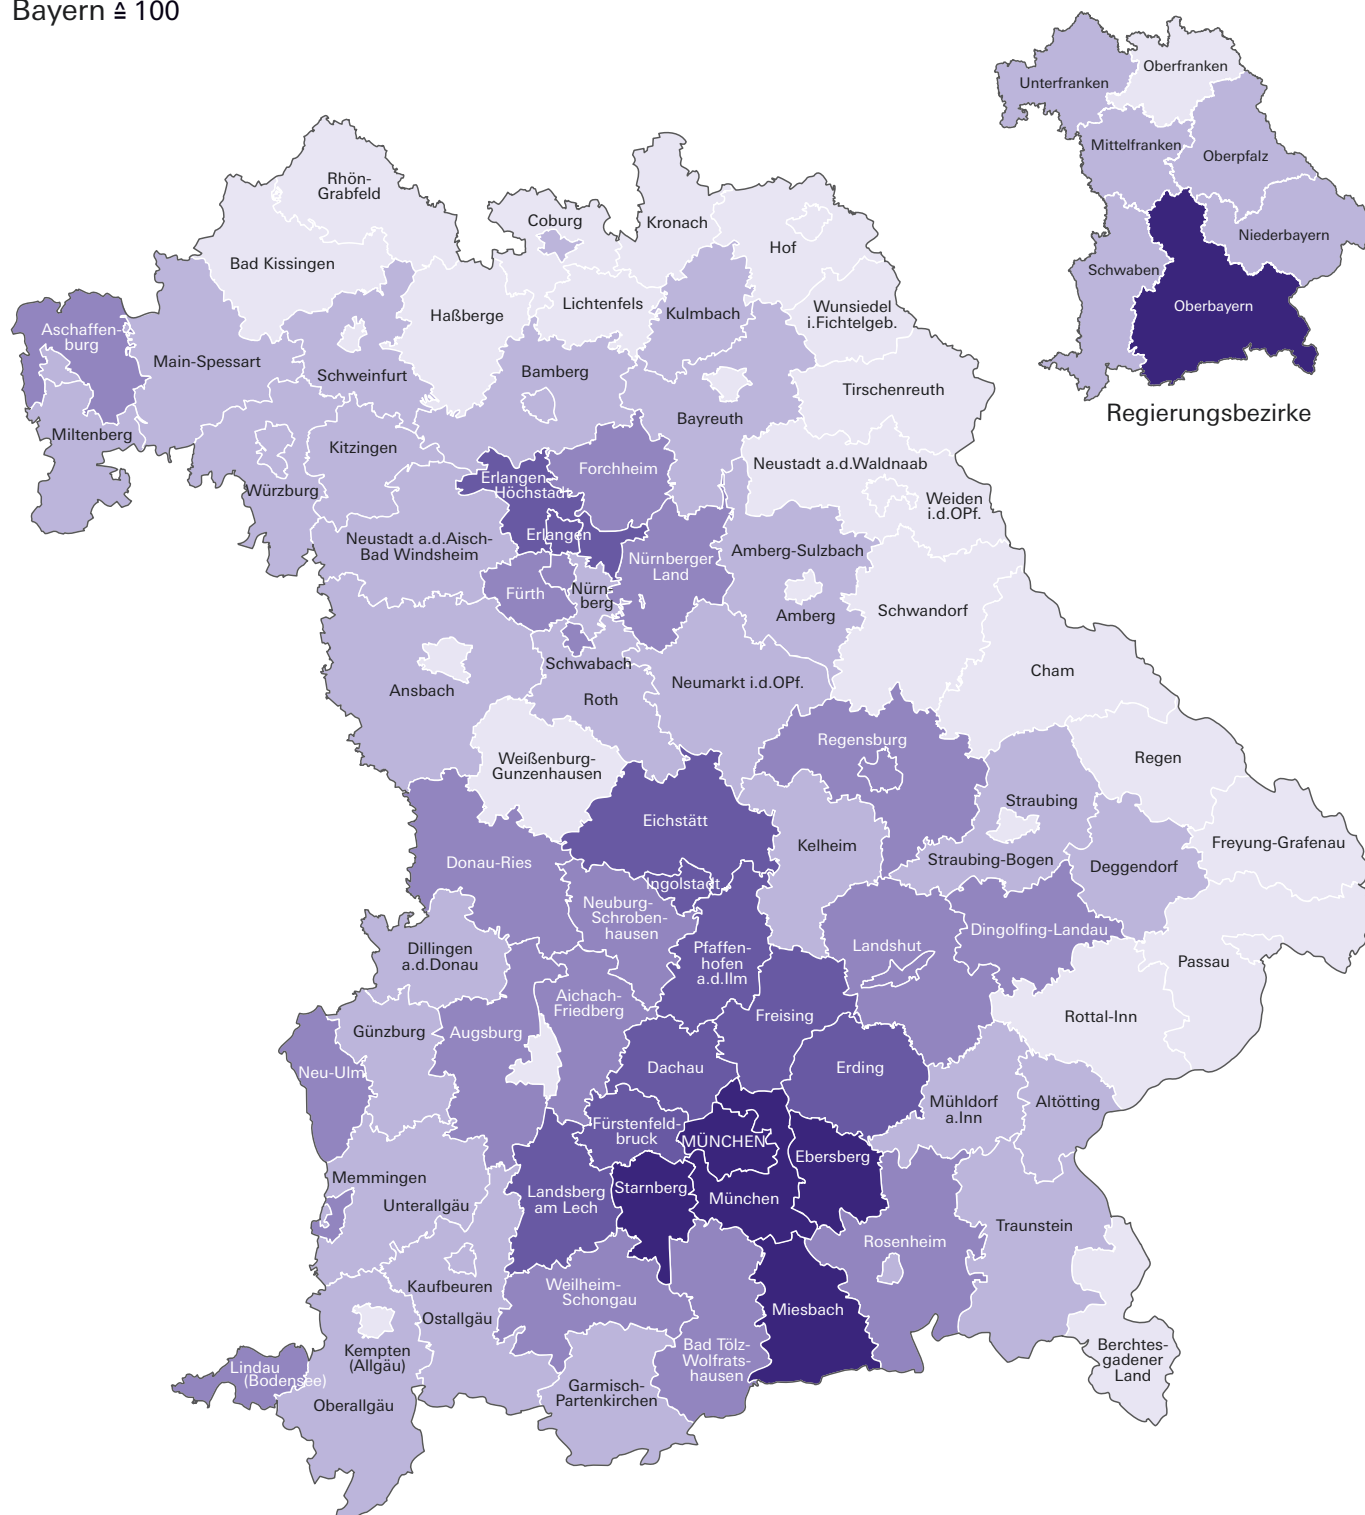 Bayern ≙ 100
Unterfranken
Oberfranken
Mittelfranken
Oberpfalz
Niederbayern
Schwaben
Oberbayern
Regierungsbezirke
Rhön-
Grabfeld
Coburg
Kronach
Hof
Bad Kissingen
Lichtenfels
Kulmbach
Wunsiedel
i.Fichtelgeb.
Haßberge
Aschaffen-
burg
Main-Spessart
Schweinfurt
Bamberg
Tirschenreuth
Bayreuth
Miltenberg
Kitzingen
Würzburg
Forchheim
Erlangen-
Höchstadt
Neustadt a.d.Waldnaab
Weiden
i.d.OPf.
Neustadt a.d.Aisch-
Bad Windsheim
Erlangen
Nürnberger
Land
Amberg-Sulzbach
Fürth
Nürn-
berg
Amberg
Schwandorf
Schwabach
Cham
Ansbach
Roth
Neumarkt i.d.OPf.
Regensburg
Weißenburg-
Gunzenhausen
Regen
Straubing
Eichstätt
Kelheim
Freyung-Grafenau
Donau-Ries
Straubing-Bogen
Deggendorf
Ingolstadt
Neuburg-
Schroben-
hausen
Dingolfing-Landau
Dillingen
a.d.Donau
Pfaffen-
hofen
a.d.Ilm
Landshut
Passau
Aichach-
Friedberg
Freising
Rottal-Inn
Günzburg
Augsburg
Neu-Ulm
Dachau
Erding
Mühldorf
a.Inn
Altötting
Fürstenfeld-
bruck
MÜNCHEN
Ebersberg
Memmingen
Unterallgäu
Landsberg
am Lech
Starnberg
München
Traunstein
Rosenheim
Kaufbeuren
Weilheim-
Schongau
Miesbach
Ostallgäu
Kempten
(Allgäu)
Bad Tölz-
Wolfrats-
hausen
Berchtes-
gadener
Land
Lindau
(Bodensee)
Garmisch-
Partenkirchen
Oberallgäu